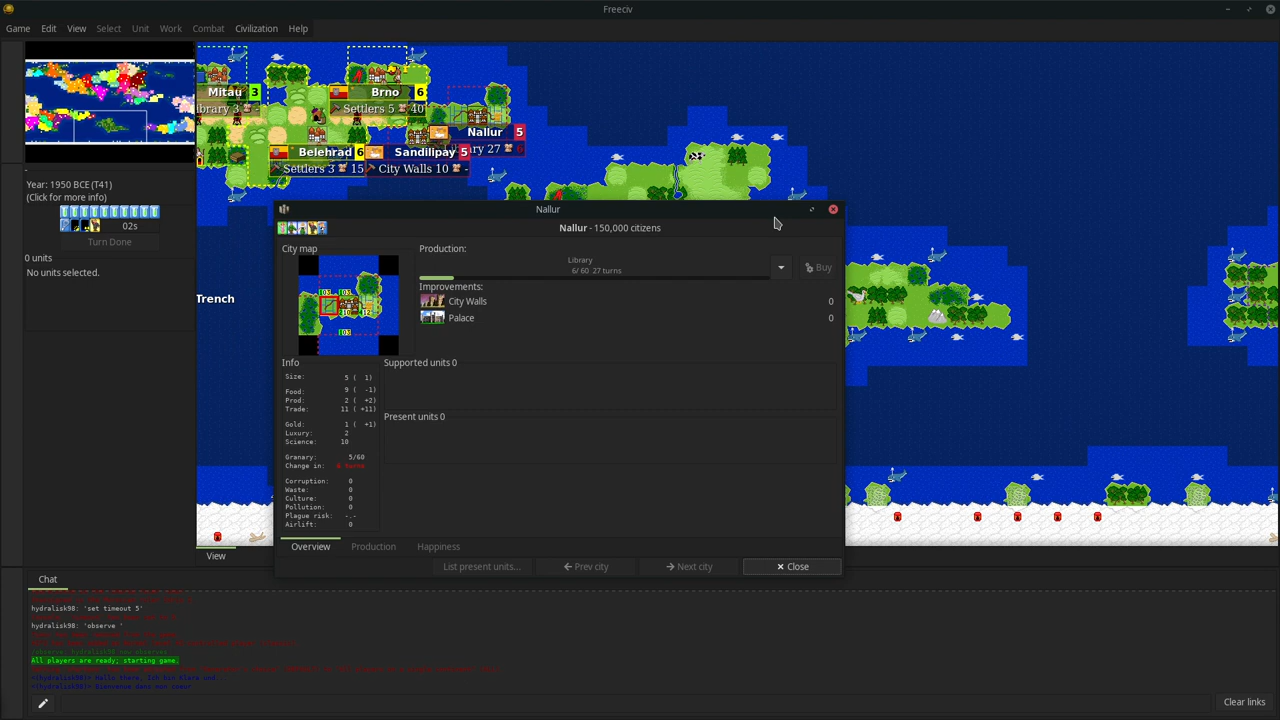 Freeciv
Game Edit View Select Unit Work Combat Civilization Help
Mitau 3
Brno 6
Settlers 5 40
Nallur 5
Belehrad 6
Sandilipay 5
Settlers 3 15
City Walls 10 -
-
Year: 1950 BCE (T41)
(Click for more info)
02s
Turn Done
0 units
No units selected.
Trench
Nallur
Nallur - 150,000 citizens
City map
Production:
Library
6/ 60 27 turns
Buy
Improvements:
City Walls 0
Palace 0
Info
Size: 5 ( 1)
Food: 9 ( -1)
Prod: 2 ( +2)
Trade: 11 ( +11)
Gold: 1 ( +1)
Luxury: 2
Science: 10
Granary: 5/60
Change in: 6 turns
Corruption: 0
Waste: 0
Culture: 0
Pollution: 0
Plague risk: -.-
Airlift: 0
Supported units 0
Present units 0
Overview Production Happiness
List present units... Prev city Next city Close
View
Chat
hydralisk98: 'set timeout 5'
hydralisk98: 'observe '
All players are ready; starting game.
Clear links